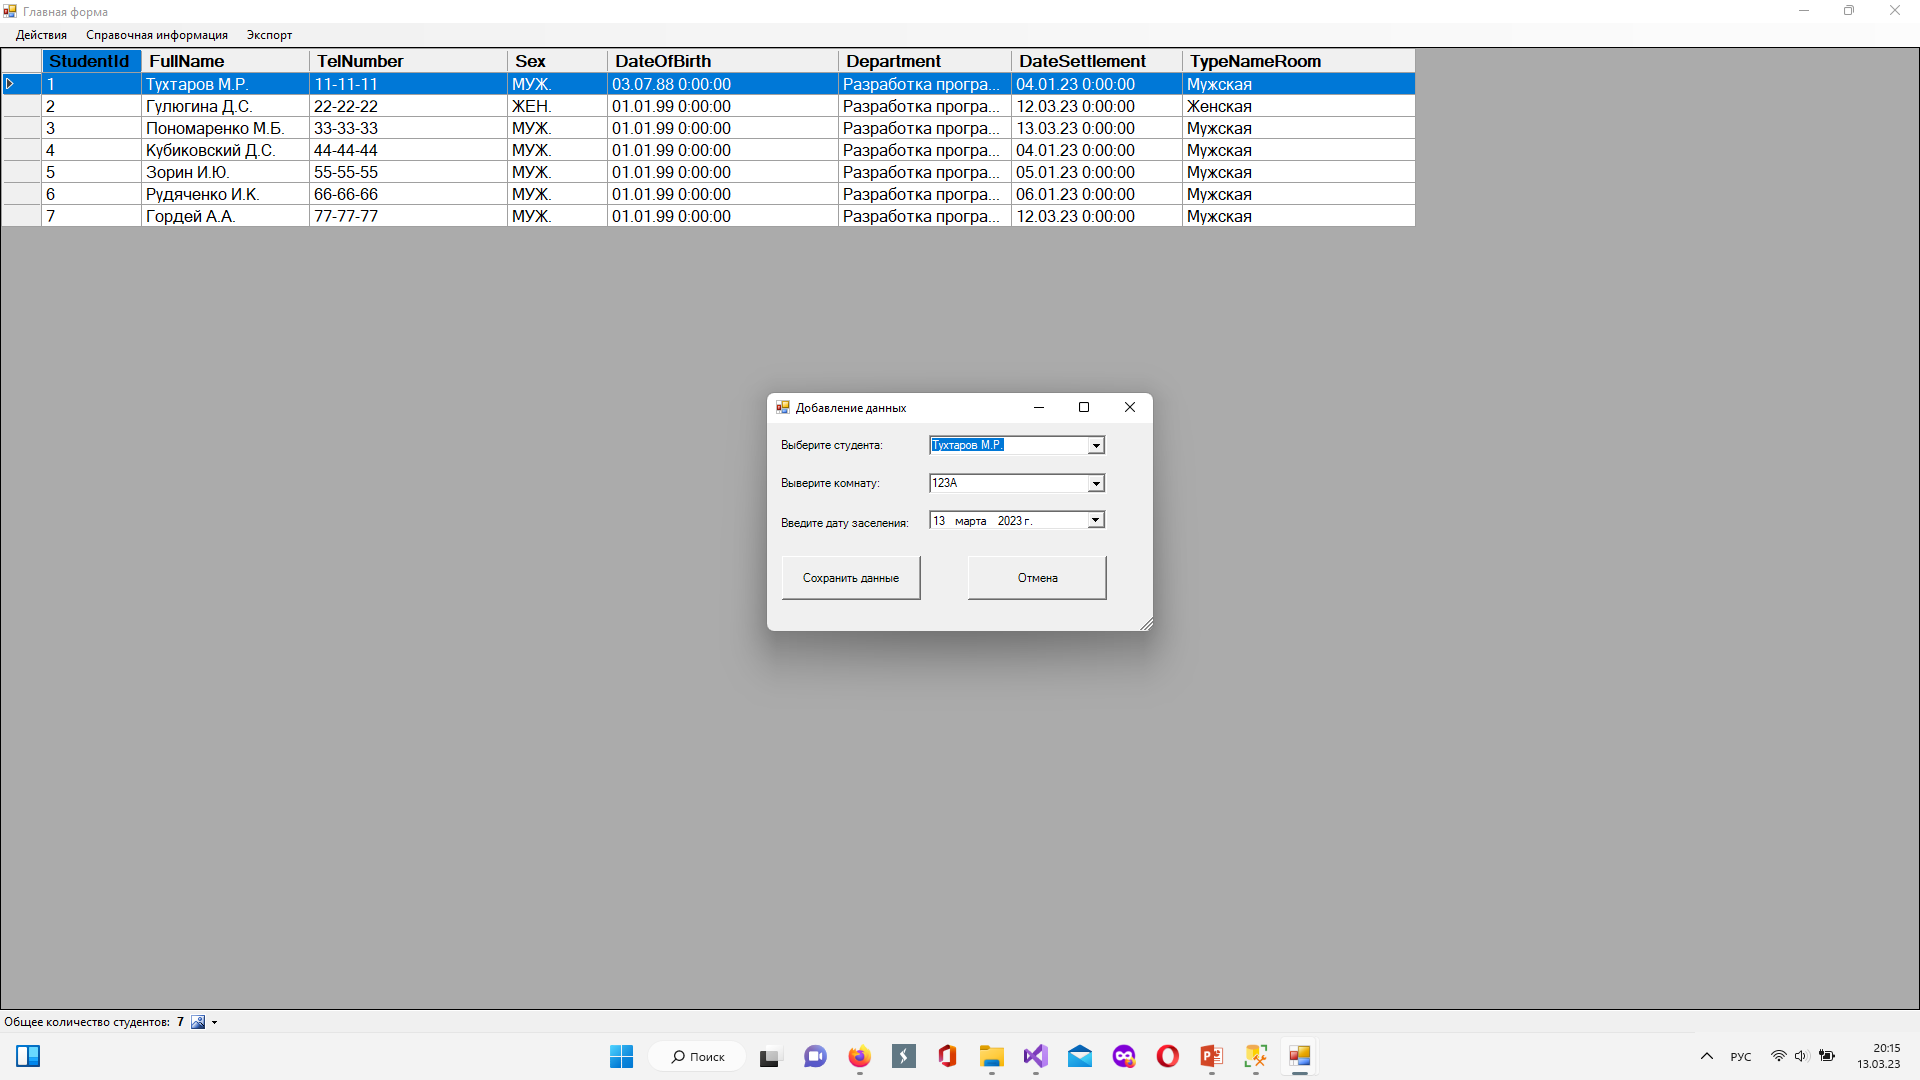 Главная форма
Действия Справочная информация Экспорт
StudentId FullName TelNumber Sex DateOfBirth Department DateSettlement TypeNameRoom
1 Тухтаров М.Р. 11-11-11 МУЖ. 03.07.88 0:00:00 Разработка програ... 04.01.23 0:00:00 Мужская
2 Гулюгина Д.С. 22-22-22 ЖЕН. 01.01.99 0:00:00 Разработка програ... 12.03.23 0:00:00 Женская
3 Пономаренко М.Б. 33-33-33 МУЖ. 01.01.99 0:00:00 Разработка програ... 13.03.23 0:00:00 Мужская
4 Кубиковский Д.С. 44-44-44 МУЖ. 01.01.99 0:00:00 Разработка програ... 04.01.23 0:00:00 Мужская
5 Зорин И.Ю. 55-55-55 МУЖ. 01.01.99 0:00:00 Разработка програ... 05.01.23 0:00:00 Мужская
6 Рудяченко И.К. 66-66-66 МУЖ. 01.01.99 0:00:00 Разработка програ... 06.01.23 0:00:00 Мужская
7 Гордей А.А. 77-77-77 МУЖ. 01.01.99 0:00:00 Разработка програ... 12.03.23 0:00:00 Мужская
Добавление данных
Выберите студента: Тухтаров М.Р.
Выверите комнату: 123А
Введите дату заселения: 13 марта 2023 г.
Сохранить данные Отмена
Общее количество студентов: 7
Поиск
РУС
20:15
13.03.23